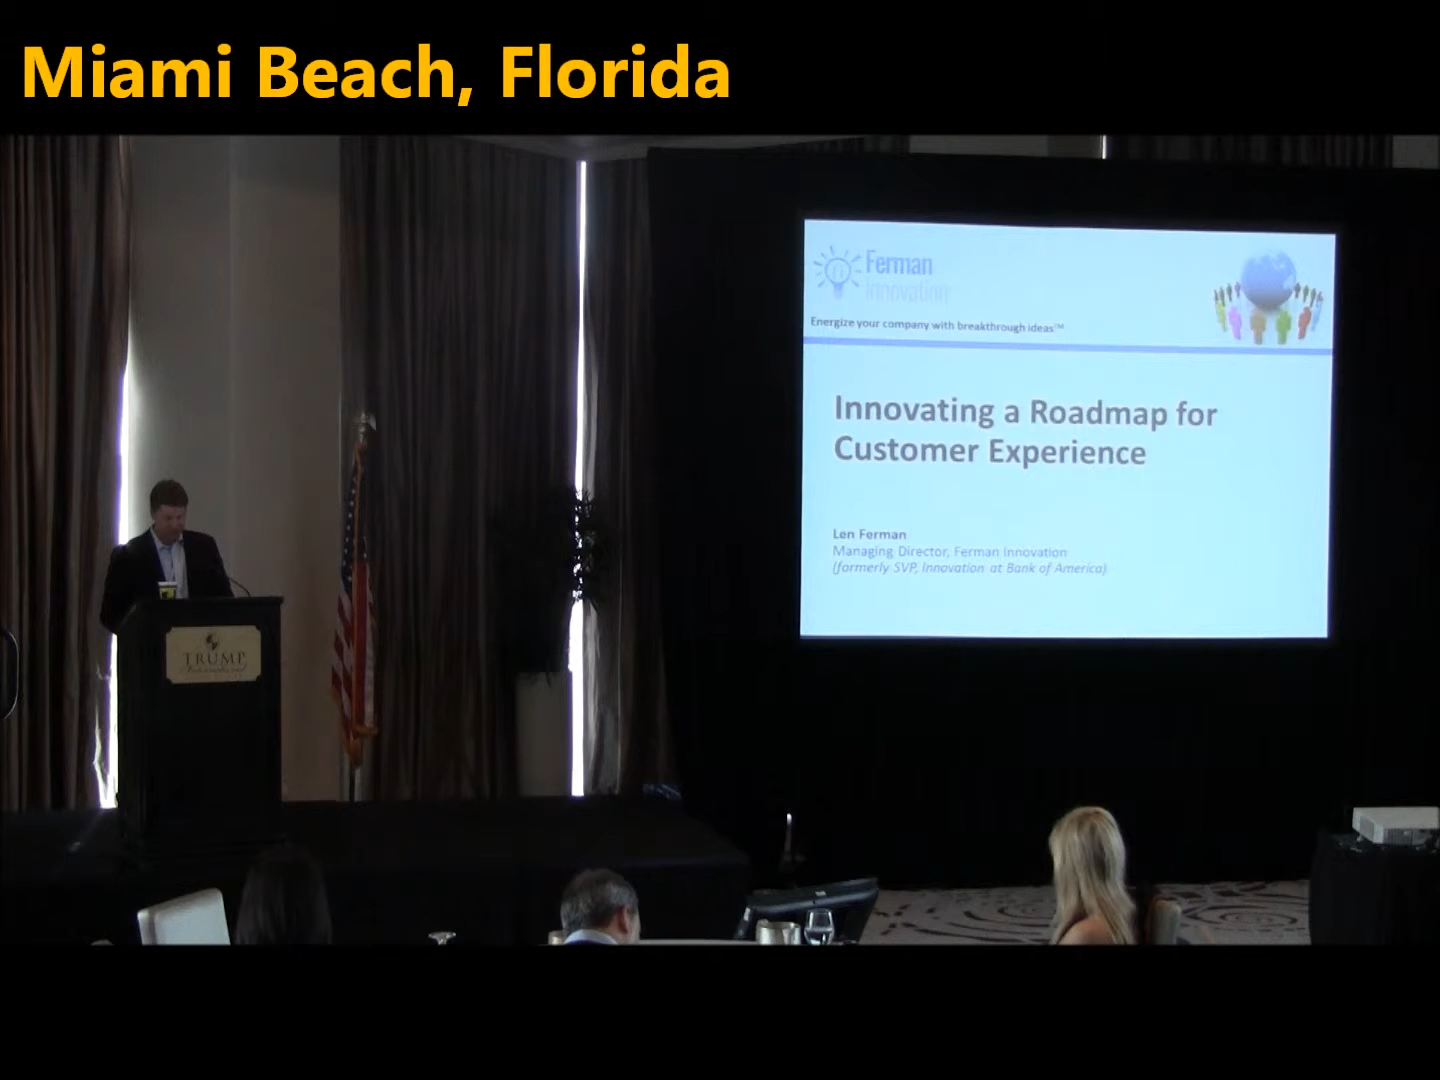 Miami Beach, Florida
Ferman
innovation
Energize your company with breakthrough ideas™
Innovating a Roadmap for
Customer Experience
Len Ferman
Managing Director, Ferman Innovation
(formerly SVP, Innovation at Bank of America)
TRUMP
International